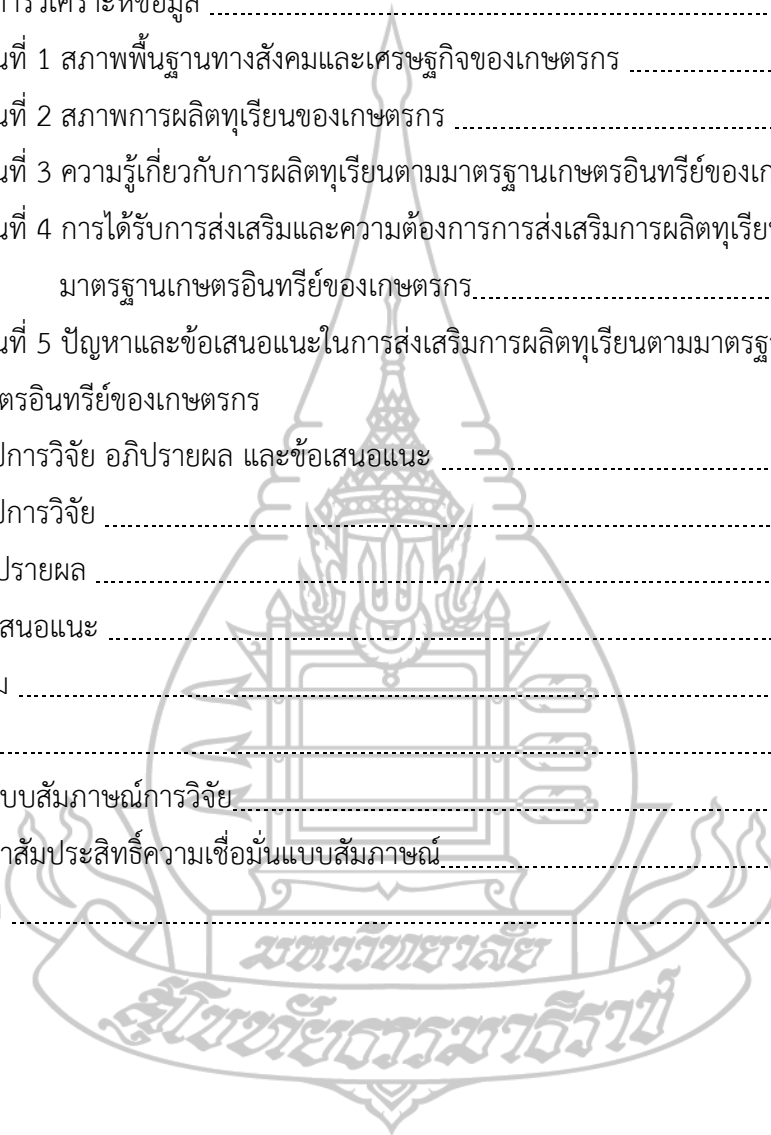 การวิเคราะห์ข้อมูล
นที่ 1 สภาพพื้นฐานทางสังคมและเศรษฐกิจของเกษตรกร
นที่ 2 สภาพการผลิตทุเรียนของเกษตรกร
นที่ 3 ความรู้เกี่ยวกับการผลิตทุเรียนตามมาตรฐานเกษตรอินทรีย์ของเก
นที่ 4 การได้รับการส่งเสริมและความต้องการการส่งเสริมการผลิตทุเรียน
มาตรฐานเกษตรอินทรีย์ของเกษตรกร
นที่ 5 ปัญหาและข้อเสนอแนะในการส่งเสริมการผลิตทุเรียนตามมาตรฐา
ตรอินทรีย์ของเกษตรกร
ปการวิจัย อภิปรายผล และข้อเสนอแนะ
ปการวิจัย
ปรายผล
สนอแนะ
ม
บบสัมภาษณ์การวิจัย
าสัมประสิทธิ์ความเชื่อมั่นแบบสัมภาษณ์
มหาวิทยาลัย
สุโขทัยธรรมาธิราช